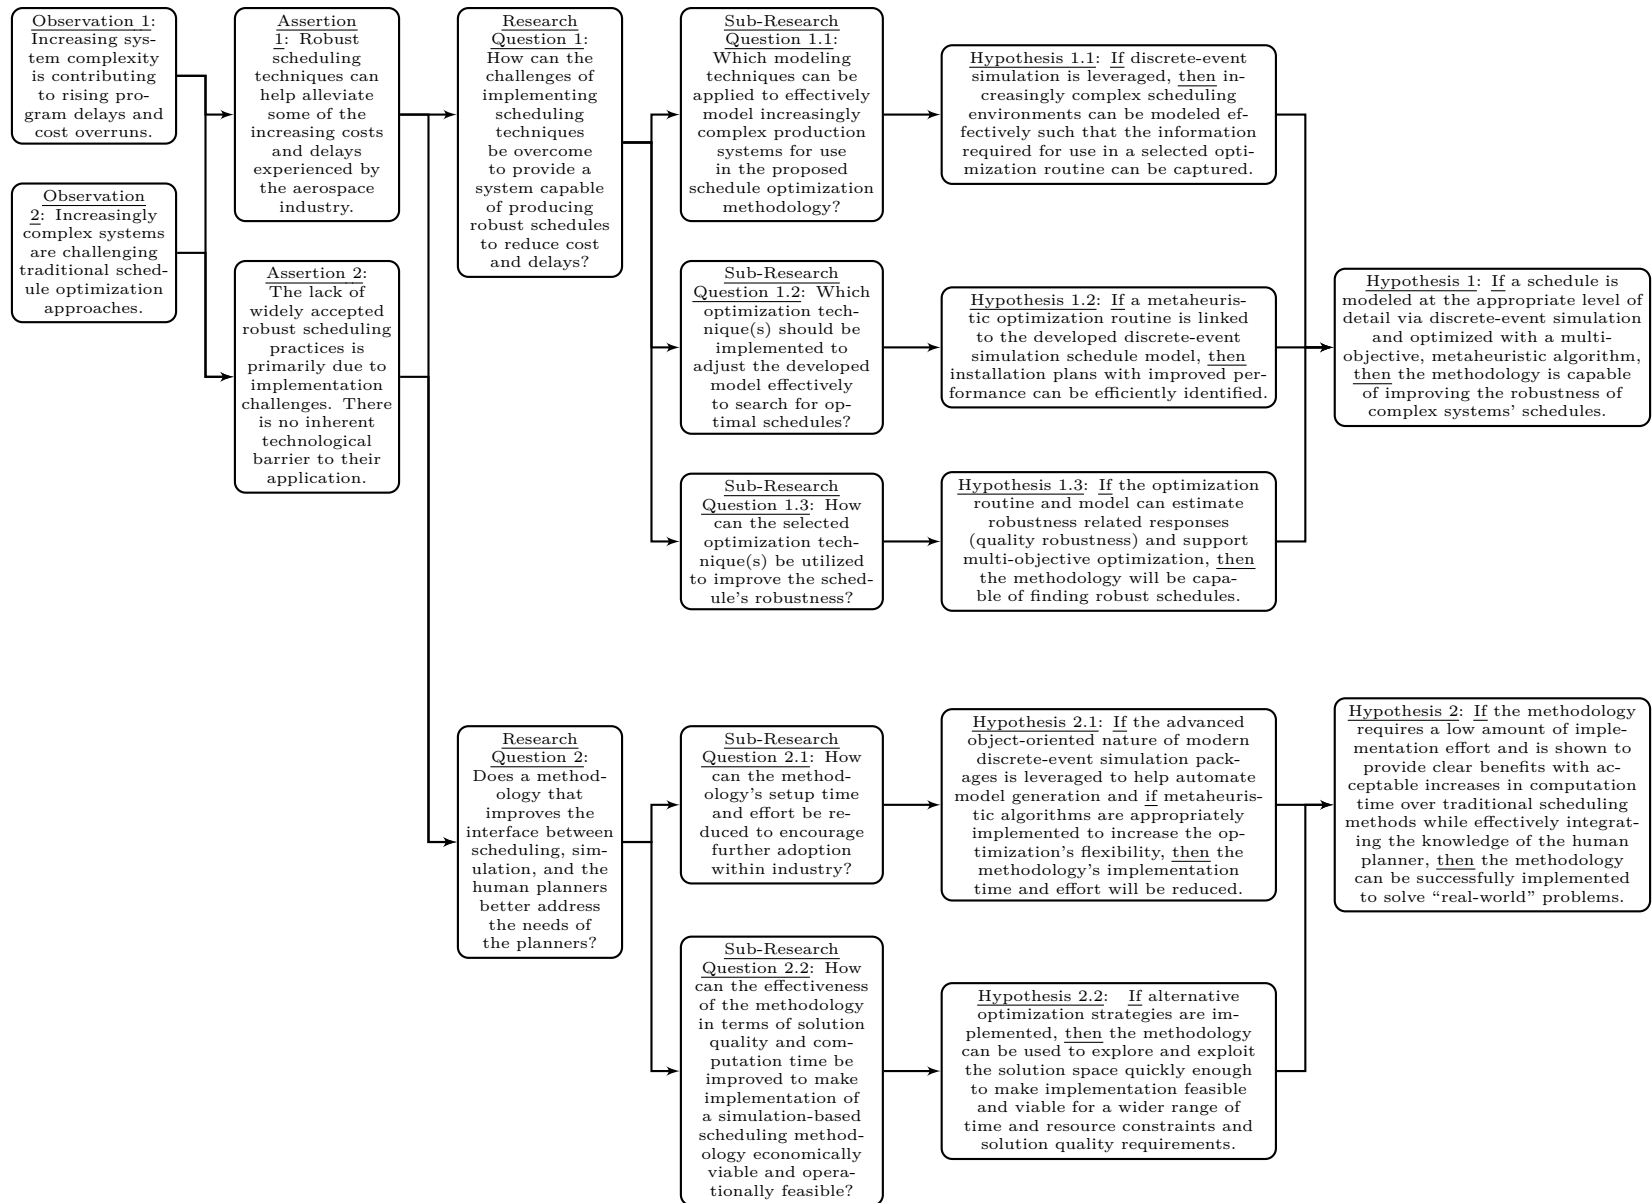 Observation 1:
Increasing sys-
tem complexity
is contributing
to rising pro-
gram delays and
cost overruns.
Observation
2: Increasingly
complex systems
are challenging
traditional sched-
ule optimization
approaches.
Assertion
1: Robust
scheduling
techniques can
help alleviate
some of the
increasing costs
and delays
experienced by
the aerospace
industry.
Assertion 2:
The lack of
widely accepted
robust scheduling
practices is
primarily due to
implementation
challenges. There
is no inherent
technological
barrier to their
application.
Research
Question 1:
How can the
challenges of
implementing
scheduling
techniques
be overcome
to provide a
system capable
of producing
robust schedules
to reduce cost
and delays?
Sub-Research
Question 1.1:
Which modeling
techniques can be
applied to effectively
model increasingly
complex production
systems for use
in the proposed
schedule optimization
methodology?
Sub-Research
Question 1.2: Which
optimization tech-
nique(s) should be
implemented to
adjust the developed
model effectively
to search for op-
timal schedules?
Sub-Research
Question 1.3: How
can the selected
optimization tech-
nique(s) be utilized
to improve the sched-
ule's robustness?
Hypothesis 1.1: If discrete-event
simulation is leveraged, then in-
creasingly complex scheduling
environments can be modeled ef-
fectively such that the information
required for use in a selected opti-
mization routine can be captured.
Hypothesis 1.2: If a metaheuris-
tic optimization routine is linked
to the developed discrete-event
simulation schedule model, then
installation plans with improved per-
formance can be efficiently identified.
Hypothesis 1.3: If the optimization
routine and model can estimate
robustness related responses
(quality robustness) and support
multi-objective optimization, then
the methodology will be capa-
ble of finding robust schedules.
Hypothesis 1: If a schedule is
modeled at the appropriate level of
detail via discrete-event simulation
and optimized with a multi-
objective, metaheuristic algorithm,
then the methodology is capable
of improving the robustness of
complex systems' schedules.
Research
Question 2:
Does a method-
ology that
improves the
interface between
scheduling, sim-
ulation, and the
human planners
better address
the needs of
the planners?
Sub-Research
Question 2.1: How
can the method-
ology's setup time
and effort be re-
duced to encourage
further adoption
within industry?
Sub-Research
Question 2.2: How
can the effectiveness
of the methodology
in terms of solution
quality and com-
putation time be
improved to make
implementation of
a simulation-based
scheduling method-
ology economically
viable and opera-
tionally feasible?
Hypothesis 2.1: If the advanced
object-oriented nature of modern
discrete-event simulation pack-
ages is leveraged to help automate
model generation and if metaheuris-
tic algorithms are appropriately
implemented to increase the op-
timization's flexibility, then the
methodology's implementation
time and effort will be reduced.
Hypothesis 2.2: If alternative
optimization strategies are im-
plemented, then the methodology
can be used to explore and exploit
the solution space quickly enough
to make implementation feasible
and viable for a wider range of
time and resource constraints and
solution quality requirements.
Hypothesis 2: If the methodology
requires a low amount of imple-
mentation effort and is shown to
provide clear benefits with ac-
ceptable increases in computation
time over traditional scheduling
methods while effectively integrat-
ing the knowledge of the human
planner, then the methodology
can be successfully implemented
to solve “real-world” problems.